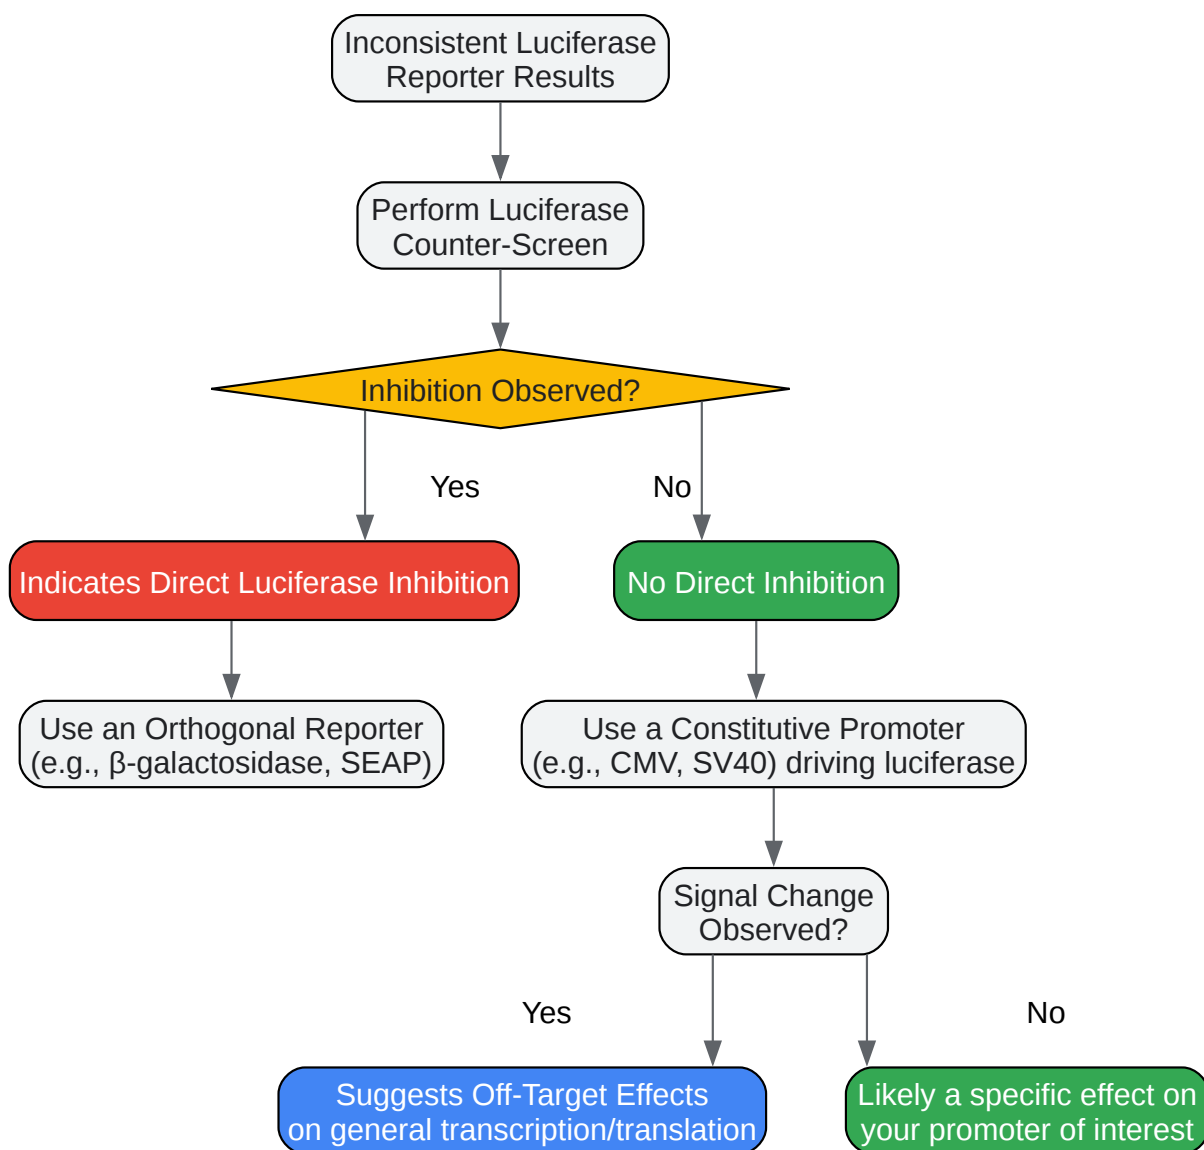 Inconsistent Luciferase
Reporter Results
Perform Luciferase
Counter-Screen
Inhibition Observed?
Yes
No
Indicates Direct Luciferase Inhibition
No Direct Inhibition
Use an Orthogonal Reporter
(e.g., β-galactosidase, SEAP)
Use a Constitutive Promoter
(e.g., CMV, SV40) driving luciferase
Signal Change
Observed?
Yes
No
Suggests Off-Target Effects
on general transcription/translation
Likely a specific effect on
your promoter of interest